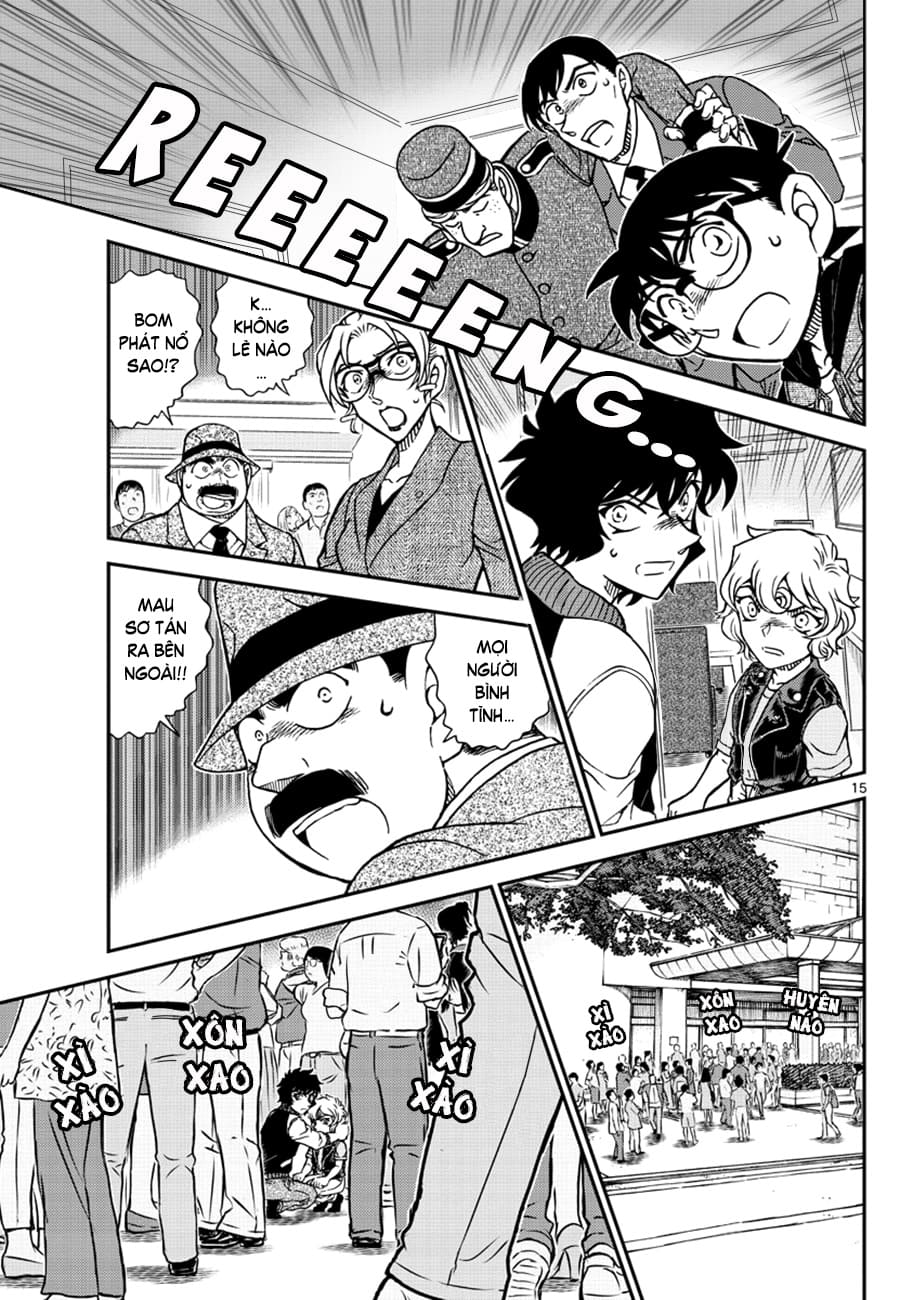 REEEEENG...
K...
KHÔNG
LẼ NÀO
...
BOM
PHÁT NỔ
SAO!?
MỌI
NGƯỜI
BÌNH
TĨNH...
MAU
SƠ TÁN
RA BÊN
NGOÀI!!
15
HUYÊN
NÁO
XÔN
XAO
XÌ
XÀO
XÌ
XÀO
XÔN
XAO
XÌ
XÀO